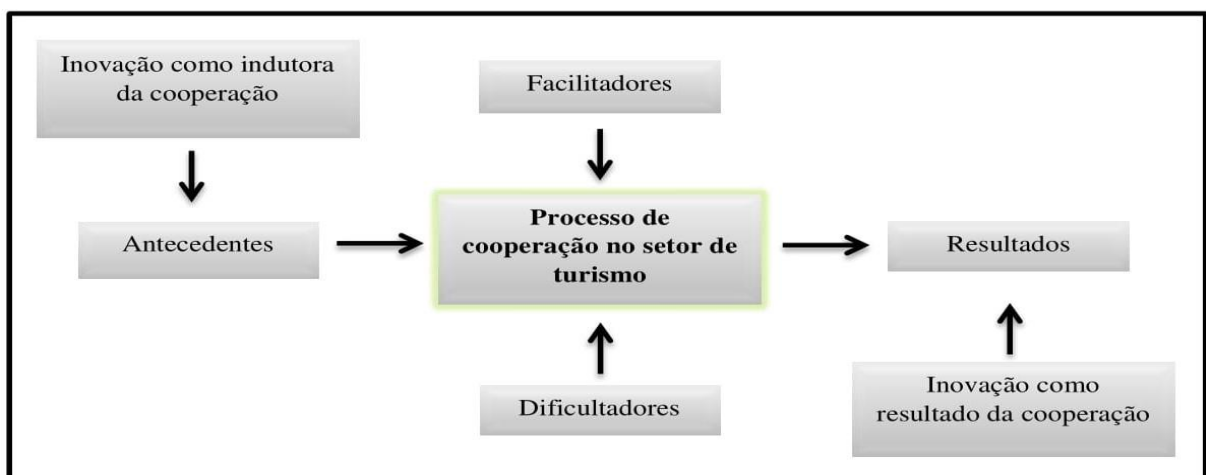 Inovação como indutora
da cooperação
Facilitadores
Antecedentes
Processo de
cooperação no setor de
turismo
Resultados
Dificultadores
Inovação como
resultado da cooperação